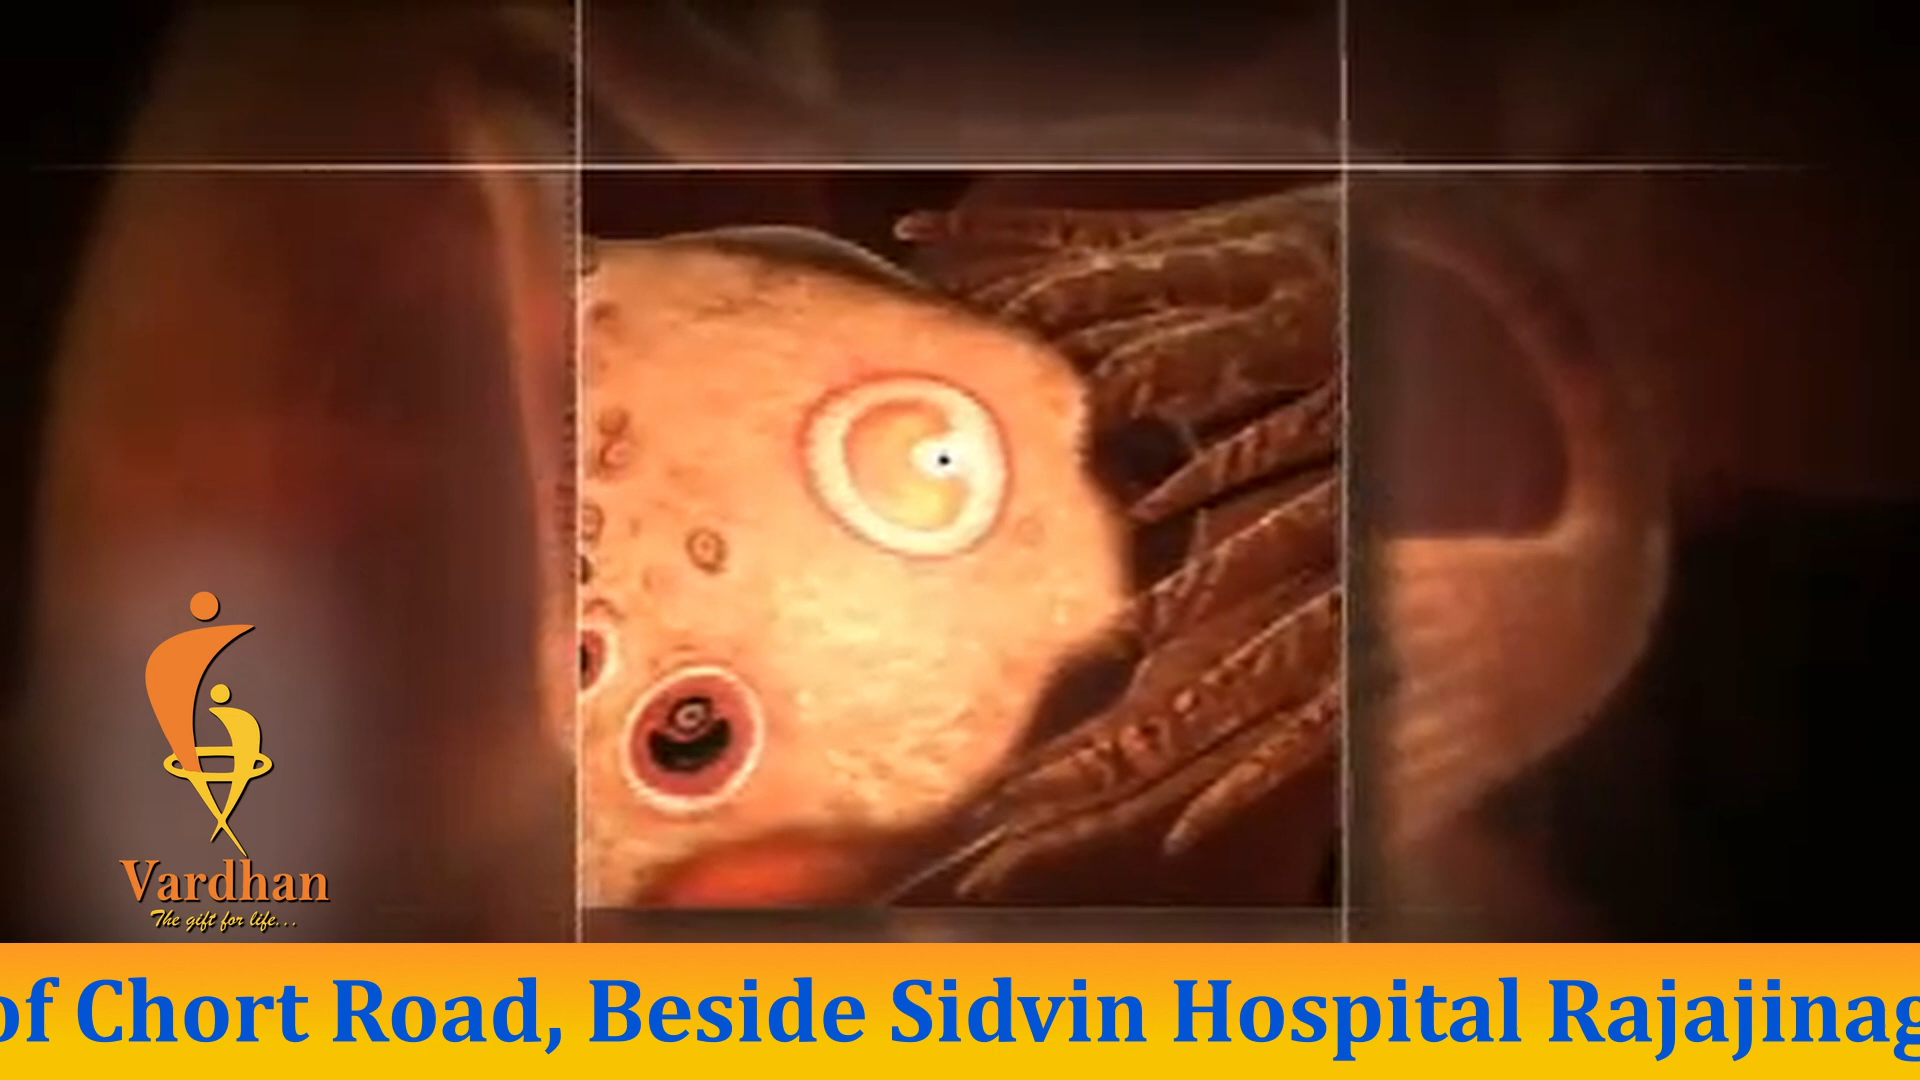 Vardhan
The gift for life...
of Chort Road, Beside Sidvin Hospital Rajajinag